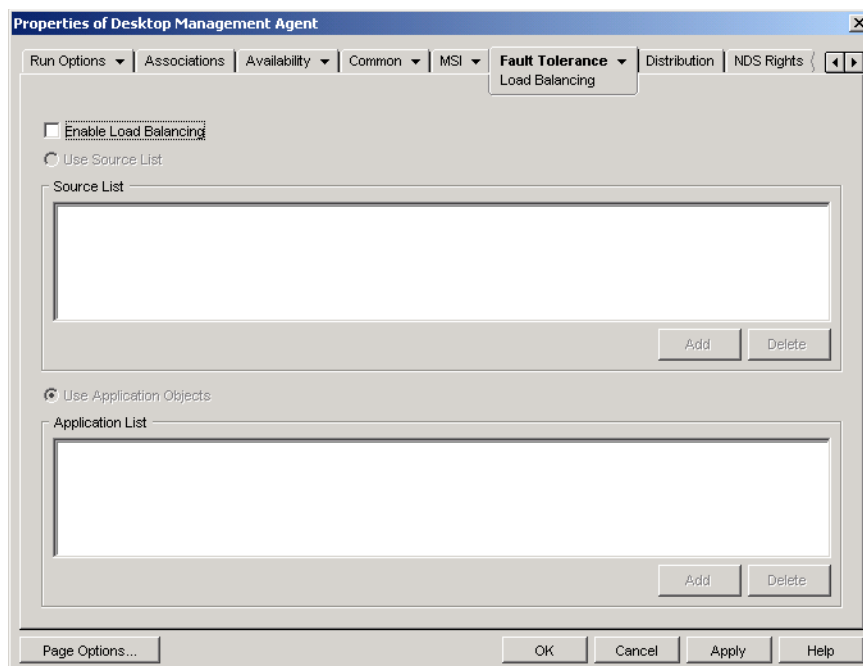 Properties of Desktop Management Agent
Run Options Associations Availability Common MSI Fault Tolerance Distribution NDS Rights
Load Balancing
Enable Load Balancing
Use Source List
Source List
Add Delete
Use Application Objects
Application List
Add Delete
Page Options... OK Cancel Apply Help